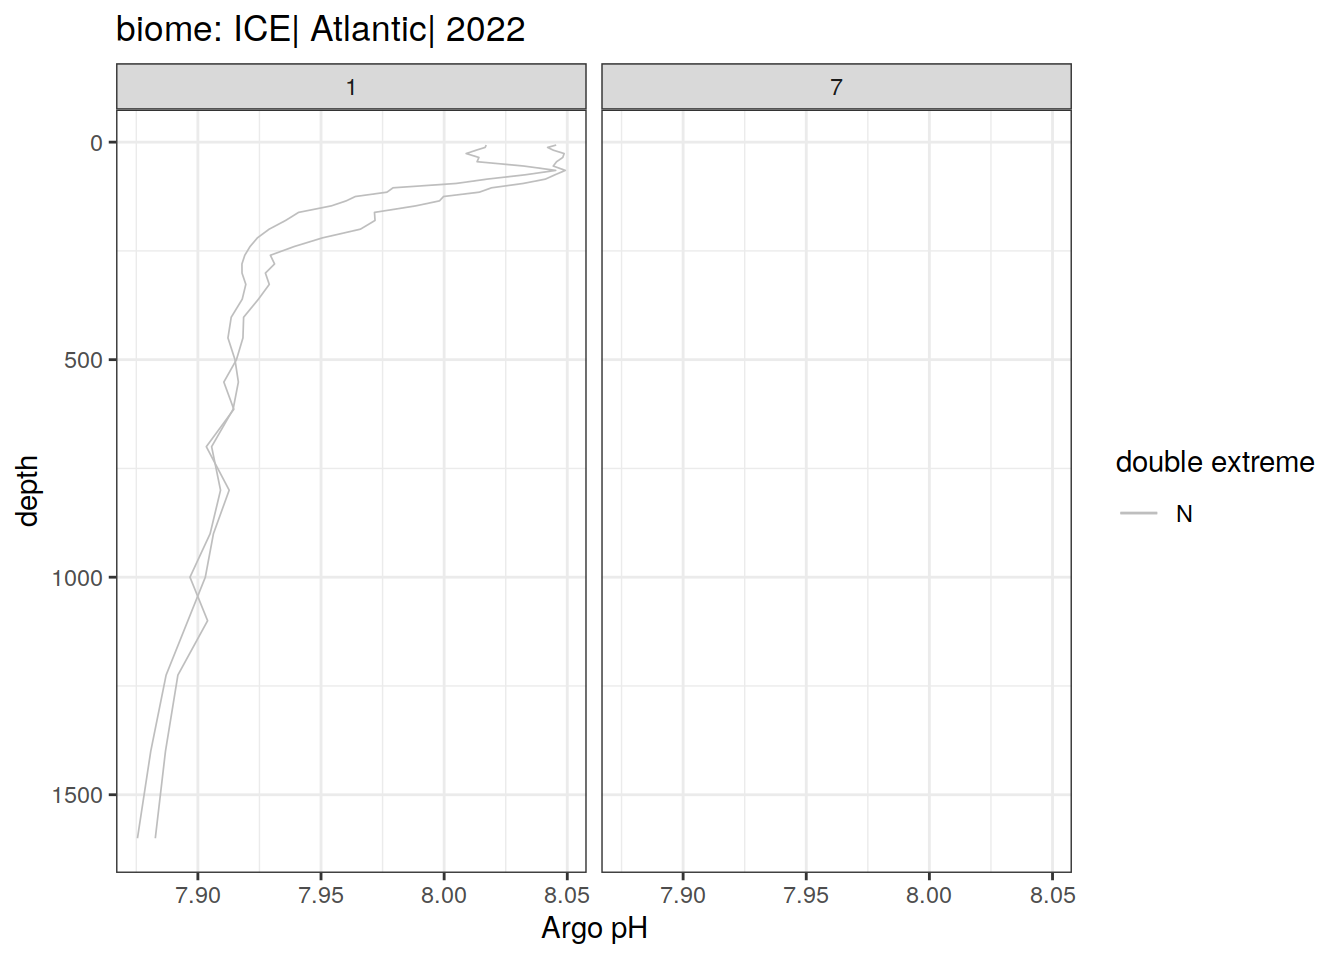 biome: ICE| Atlantic| 2022
1
7
0
500
1000
1500
depth
7.90
7.95
8.00
8.05
7.90
7.95
8.00
8.05
Argo pH
double extreme
N